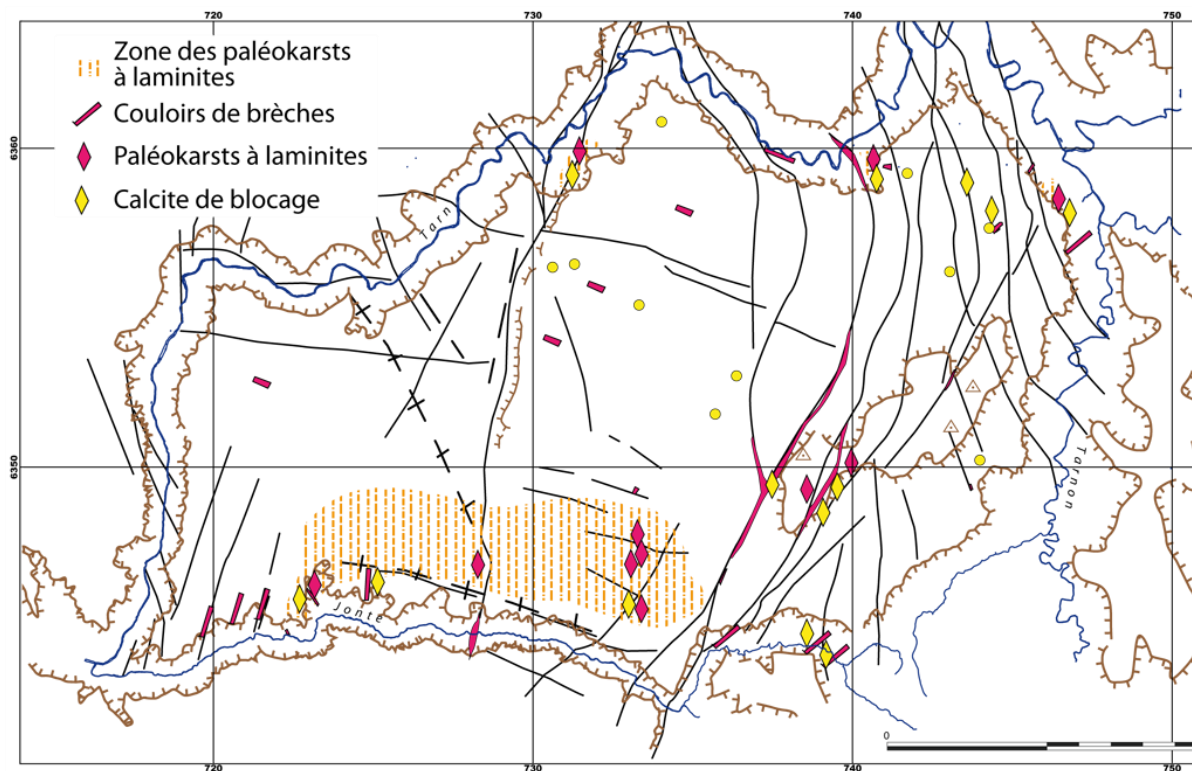 720
730
740
750
Zone des paléokarsts
à laminites
Couloirs de brèches
Paléokarsts à laminites
Calcite de blocage
6360
6350
Tarn
Tarnon
Jonte
0
720
730
740
750